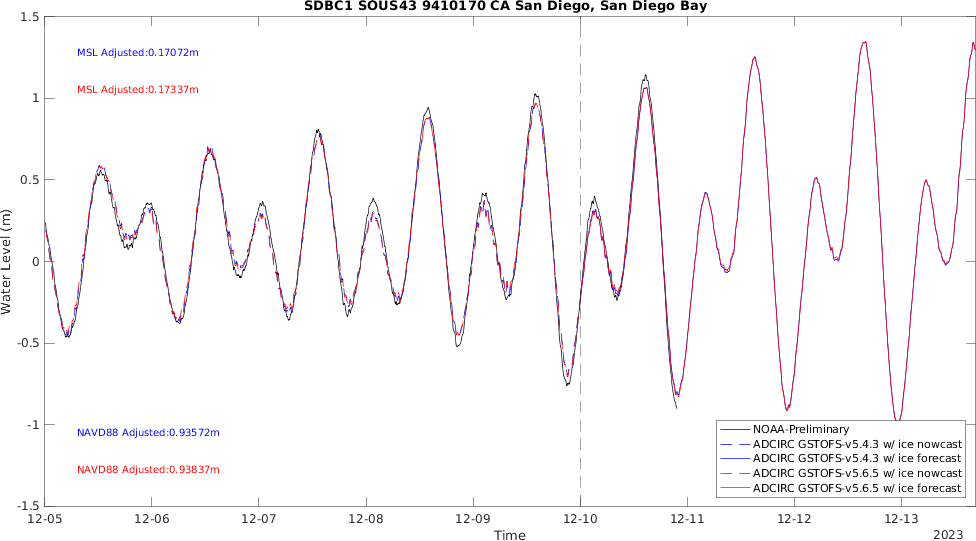 SDBC1 SOUS43 9410170 CA San Diego, San Diego Bay
1.5
1
0.5
0
-0.5
-1
-1.5
Water Level (m)
MSL Adjusted:0.17072m
MSL Adjusted:0.17337m
NAVD88 Adjusted:0.93572m
NAVD88 Adjusted:0.93837m
NOAA-Preliminary
ADCIRC GSTOFS-v5.4.3 w/ ice nowcast
ADCIRC GSTOFS-v5.4.3 w/ ice forecast
ADCIRC GSTOFS-v5.6.5 w/ ice nowcast
ADCIRC GSTOFS-v5.6.5 w/ ice forecast
12-05 12-06 12-07 12-08 12-09 12-10 12-11 12-12 12-13
Time
2023